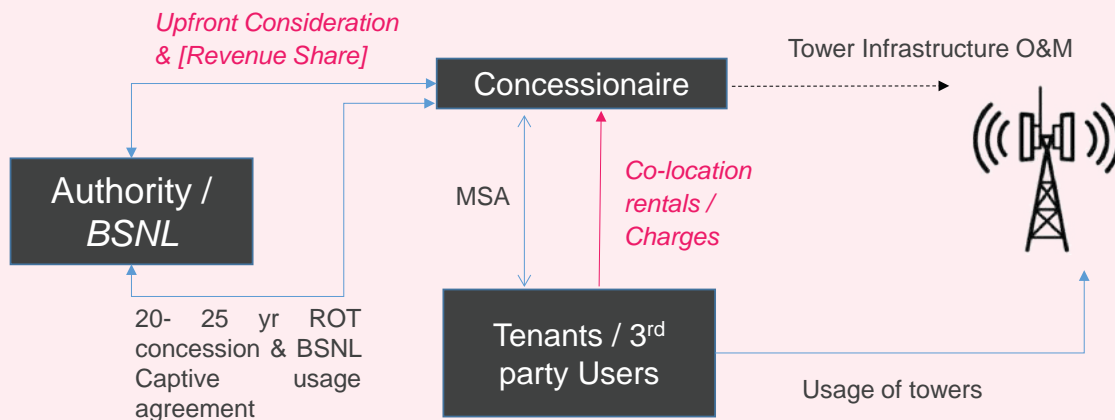 Upfront Consideration
& [Revenue Share]
Tower Infrastructure O&M
Concessionaire
Authority /
BSNL
MSA
Co-location
rentals /
Charges
20- 25 yr ROT
concession & BSNL
Captive usage
agreement
Tenants / 3rd
party Users
Usage of towers